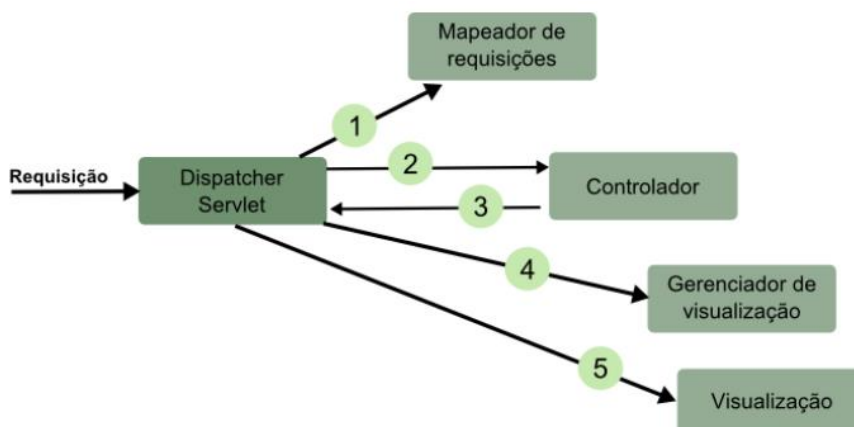 Mapeador de
requisições
1
2
Requisição
Dispatcher
Servlet
Controlador
3
4
Gerenciador de
visualização
5
Visualização